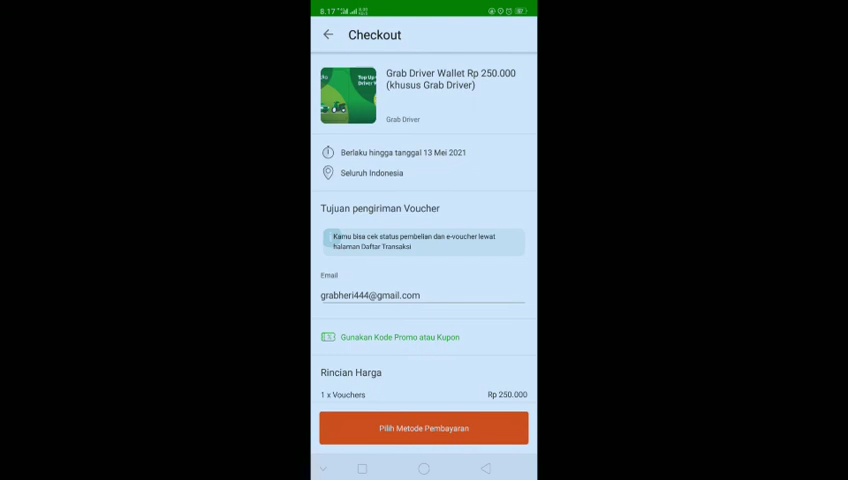 8.17
Checkout
Grab Driver Wallet Rp 250.000
(khusus Grab Driver)
Grab Driver
Berlaku hingga tanggal 13 Mei 2021
Seluruh Indonesia
Tujuan pengiriman Voucher
Kamu bisa cek status pembelian dan e-voucher lewat
halaman Daftar Transaksi
Email
grabheri444@gmail.com
Gunakan Kode Promo atau Kupon
Rincian Harga
1 x Vouchers Rp 250.000
Pilih Metode Pembayaran